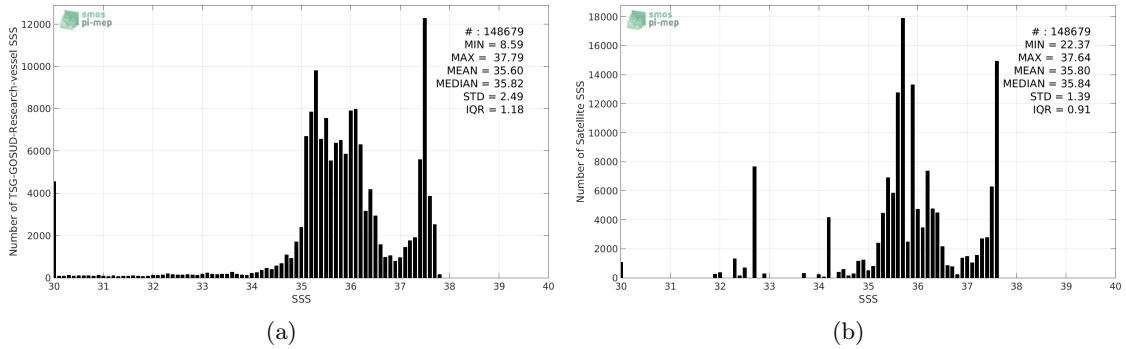 smos
pi-mep
12000
10000
8000
6000
4000
2000
0
Number of TSG-GOSUD-Research-vessel SSS
# : 148679
MIN = 8.59
MAX = 37.79
MEAN = 35.60
MEDIAN = 35.82
STD = 2.49
IQR = 1.18
30 31 32 33 34 35 36 37 38 39 40
SSS
(a)
smos
pi-mep
18000
16000
14000
12000
10000
8000
6000
4000
2000
0
Number of Satellite SSS
# : 148679
MIN = 22.37
MAX = 37.64
MEAN = 35.80
MEDIAN = 35.84
STD = 1.39
IQR = 0.91
30 31 32 33 34 35 36 37 38 39 40
SSS
(b)